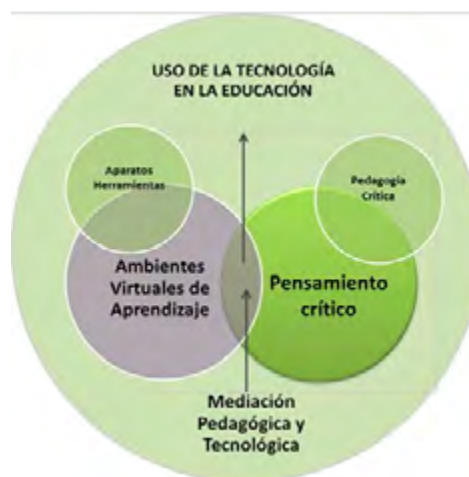 USO DE LA TECNOLOGÍA
EN LA EDUCACIÓN
Aparatos
Herramientas
Pedagogía
Crítica
Ambientes
Virtuales de
Aprendizaje
Pensamiento
crítico
Mediación
Pedagógica y
Tecnológica